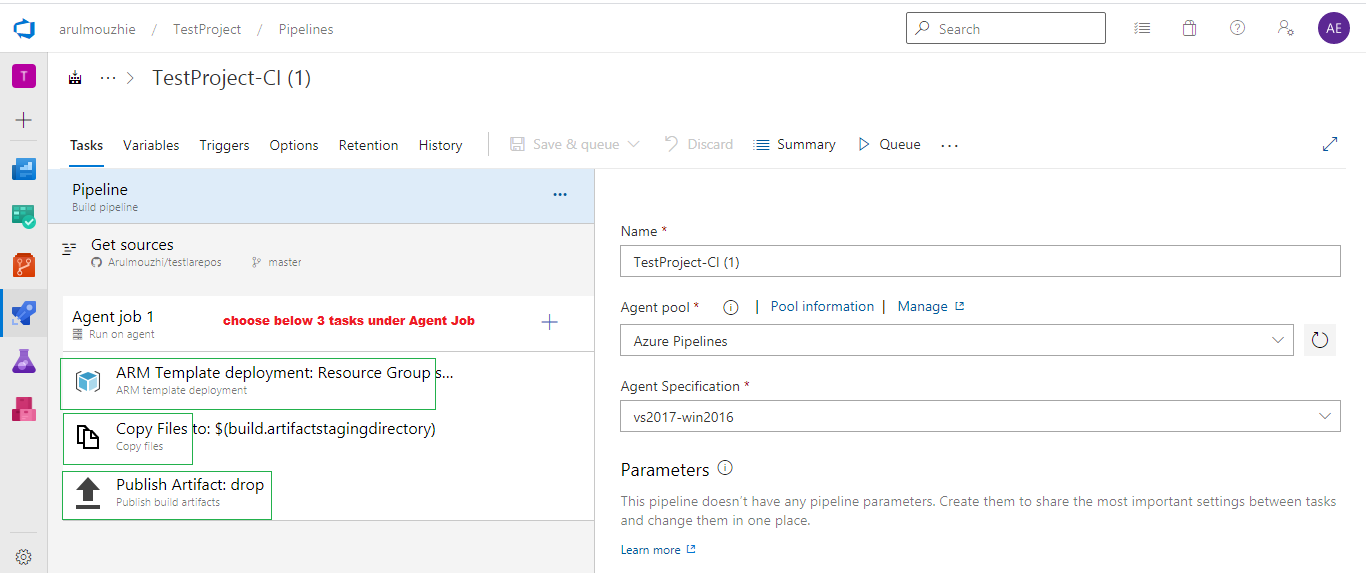 arulmouzhie / TestProject / Pipelines
Search
AE
T
TestProject-CI (1)
Tasks Variables Triggers Options Retention History Save & queue Discard Summary Queue ...
Pipeline
Build pipeline
Get sources
Arulmouzhi/testlarepos master
Agent job 1
Run on agent
choose below 3 tasks under Agent Job
ARM Template deployment: Resource Group s...
ARM template deployment
Copy Files to: $(build.artifactstagingdirectory)
Copy files
Publish Artifact: drop
Publish build artifacts
Name *
TestProject-CI (1)
Agent pool * | Pool information | Manage
Azure Pipelines
Agent Specification *
vs2017-win2016
Parameters
This pipeline doesn't have any pipeline parameters. Create them to share the most important settings between tasks
and change them in one place.
Learn more